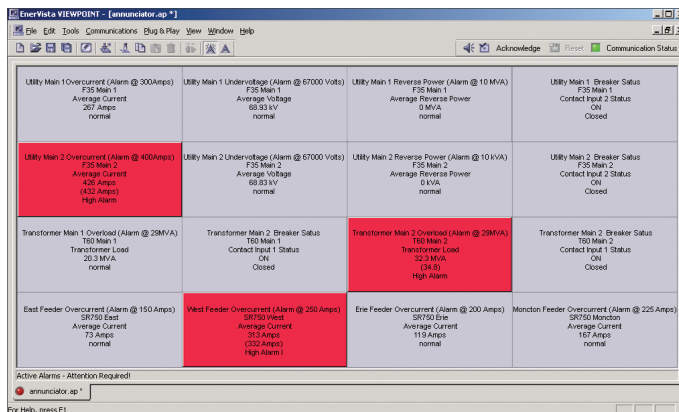 EnerVista VIEWPOINT - [annunciator.ap *]
File Edit Tools Communications Plug & Play View Window Help
Acknowledge Reset Communication Status
Utility Main 1 Overcurrent (Alarm @ 300Amps)
F35 Main 1
Average Current
267 Amps
normal
Utility Main 1 Undervoltage (Alarm @ 67000 Volts)
F35 Main 1
Average Voltage
68.93 kV
normal
Utility Main 1 Reverse Power (Alarm @ 10 MVA)
F35 Main 1
Average Reverse Power
0 MVA
normal
Utility Main 1 Breaker Satus
F35 Main 1
Contact Input 2 Status
ON
Closed
Utility Main 2 Overcurrent (Alarm @ 400Amps)
F35 Main 2
Average Current
426 Amps
(432 Amps)
High Alarm
Utility Main 2 Undervoltage (Alarm @ 67000 Volts)
F35 Main 2
Average Voltage
68.83 kV
normal
Utility Main 2 Reverse Power (Alarm @ 10 kVA)
F35 Main 2
Average Reverse Power
0 kVA
normal
Utility Main 2 Breaker Satus
F35 Main 2
Contact Input 2 Status
ON
Closed
Transformer Main 1 Overload (Alarm @ 29MVA)
T60 Main 1
Transformer Load
20.3 MVA
normal
Transformer Main 2 Breaker Satus
T60 Main 1
Contact Input 1 Status
ON
Closed
Transformer Main 2 Overload (Alarm @ 29MVA)
T60 Main 2
Transformer Load
32.3 MVA
(34.8)
High Alarm
Transformer Main 2 Breaker Satus
T60 Main 2
Contact Input 1 Status
ON
Closed
East Feeder Overcurrent (Alarm @ 150 Amps)
SR750 East
Average Current
73 Amps
normal
West Feeder Overcurrent (Alarm @ 250 Amps)
SR750 West
Average Current
313 Amps
(332 Amps)
High Alarm !
Erie Feeder Overcurrent (Alarm @ 200 Amps)
SR750 Erie
Average Current
119 Amps
normal
Moncton Feeder Overcurrent (Alarm @ 225 Amps)
SR750 Moncton
Average Current
167 Amps
normal
Active Alarms - Attention Required!
annunciator.ap *
For Help, press F1